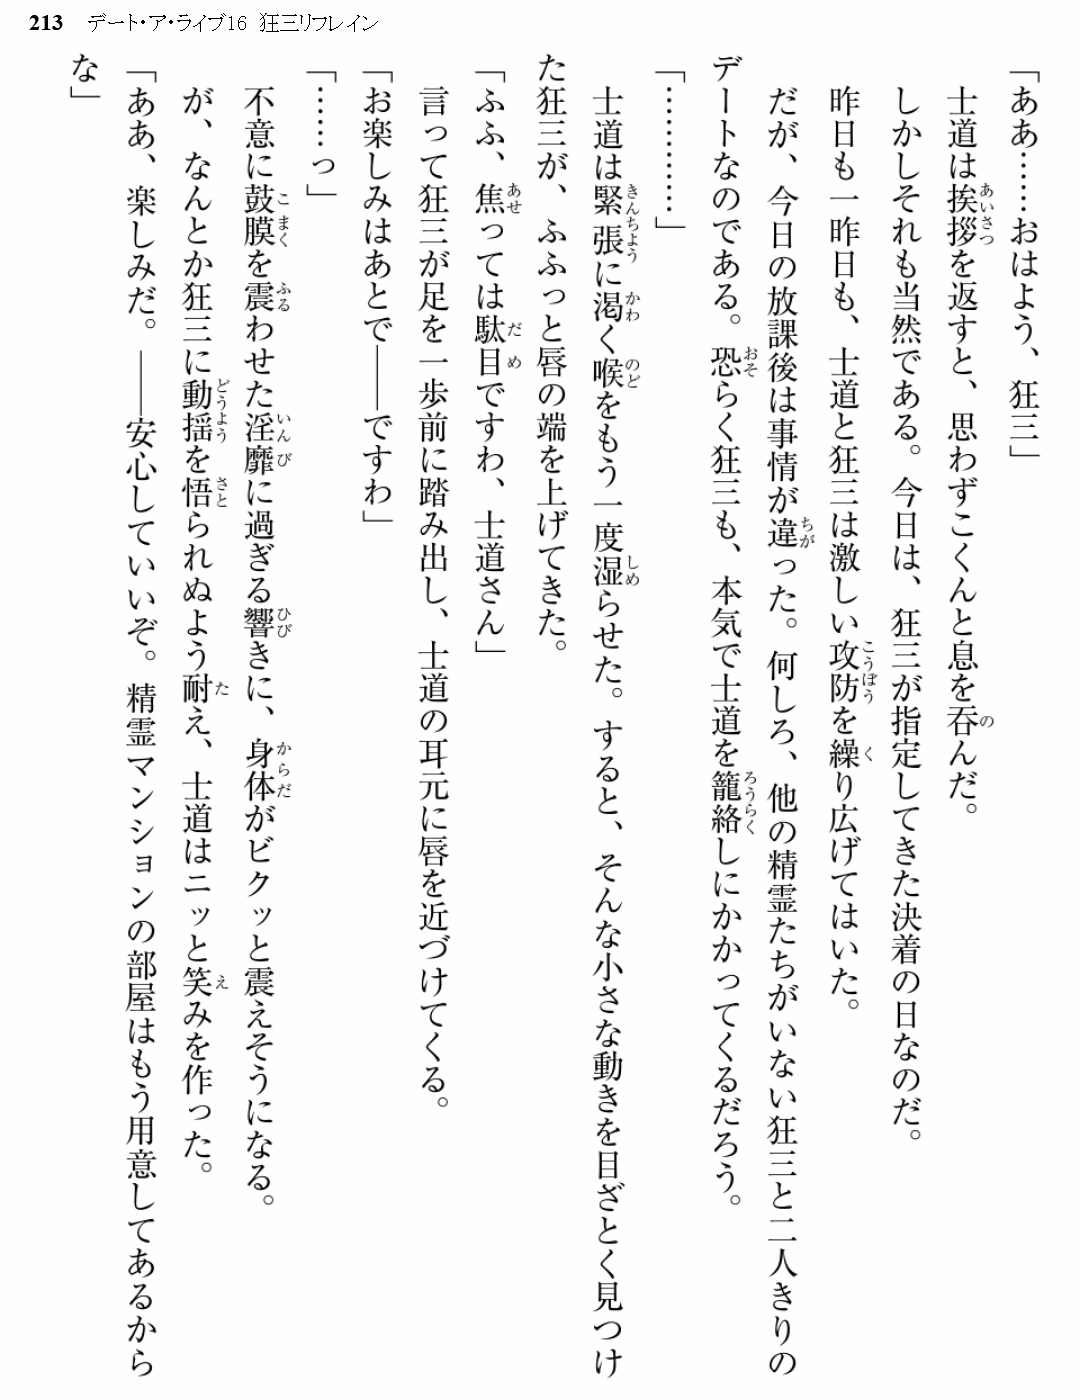 213 デート・ア・ライブ16 狂三リフレイン
「ああ……おはよう、狂三」
士道は挨拶を返すと、思わずこくんと息を呑んだ。
しかしそれも当然である。今日は、狂三が指定してきた決着の日なのだ。
昨日も一昨日も、士道と狂三は激しい攻防を繰り広げてはいた。
だが、今日の放課後は事情が違った。何しろ、他の精霊たちがいない狂三と二人きりの
デートなのである。恐らく狂三も、本気で士道を籠絡しにかかってくるだろう。
「…………」
士道は緊張に渇く喉をもう一度湿らせた。すると、そんな小さな動きを目ざとく見つけ
た狂三が、ふふっと唇の端を上げてきた。
「ふふ、焦っては駄目ですわ、士道さん」
言って狂三が足を一歩前に踏み出し、士道の耳元に唇を近づけてくる。
「お楽しみはあとで――ですわ」
「……っ」
不意に鼓膜を震わせた淫靡に過ぎる響きに、身体がビクッと震えそうになる。
が、なんとか狂三に動揺を悟られぬよう耐え、士道はニッと笑みを作った。
「ああ、楽しみだ。――安心していいぞ。精霊マンションの部屋はもう用意してあるから
な」